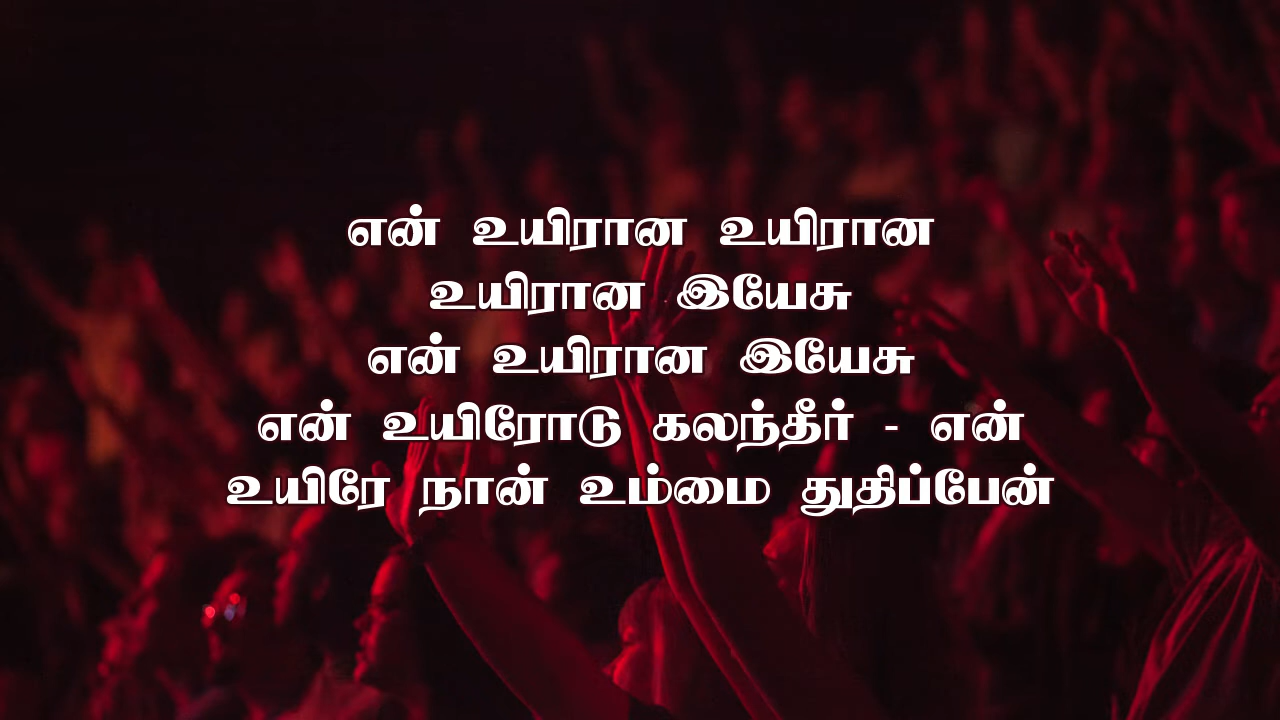 என் உயிரான உயிரான
உயிரான இயேசு
என் உயிரான இயேசு
என் உயிரோடு கலந்தீர் - என்
உயிரே நான் உம்மை துதிப்பேன்